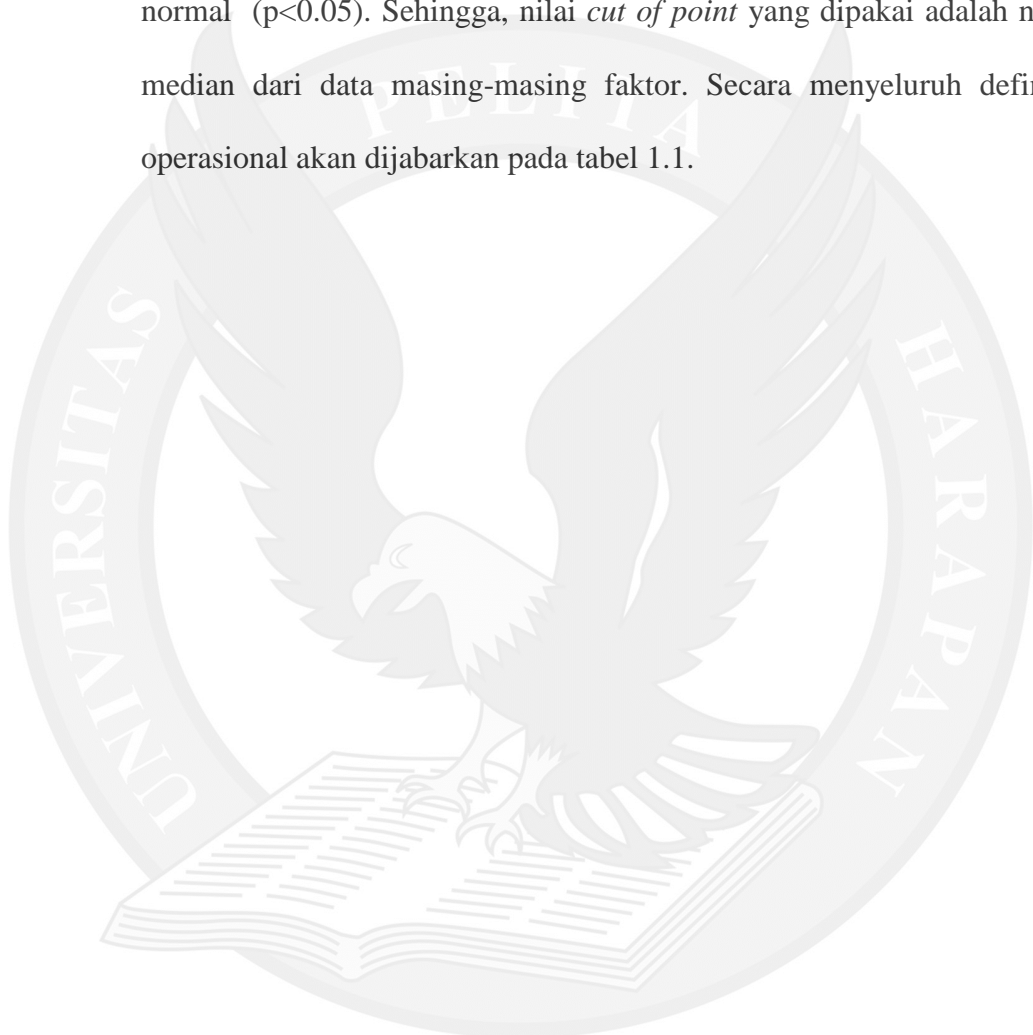 normal (p<0.05). Sehingga, nilai cut of point yang dipakai adalah
median dari data masing-masing faktor. Secara menyeluruh
operasional akan dijabarkan pada tabel 1.1.
UNIVERSITAS PELITA HARAPAN